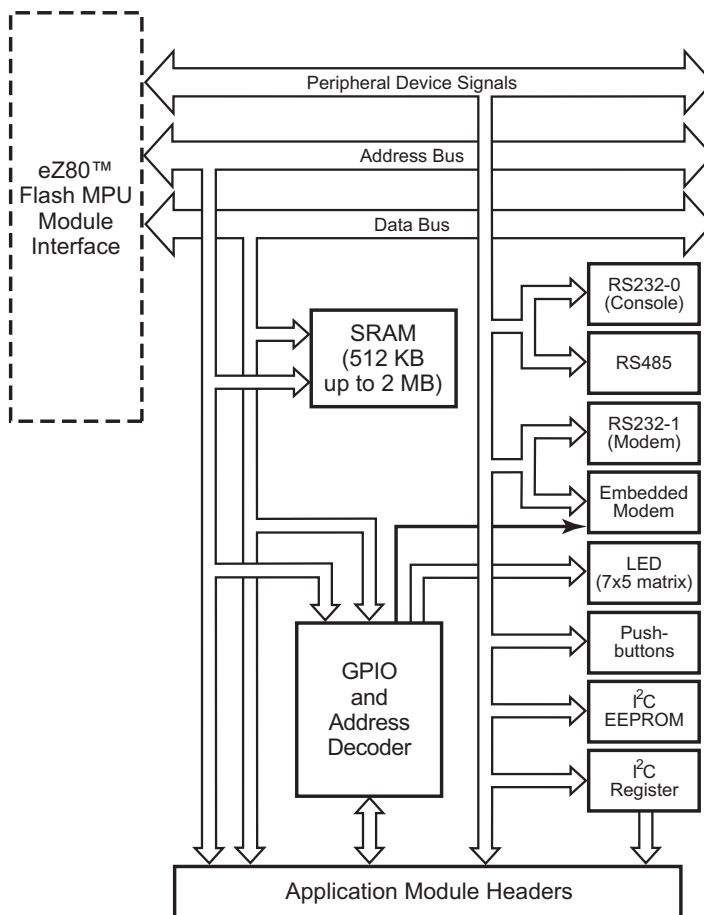 Peripheral Device Signals
Address Bus
Data Bus
eZ80™
Flash MPU
Module
Interface
SRAM
(512 KB
up to 2 MB)
RS232-0
(Console)
RS485
RS232-1
(Modem)
Embedded
Modem
LED
(7x5 matrix)
Push-
buttons
I²C
EEPROM
I²C
Register
GPIO
and
Address
Decoder
Application Module Headers